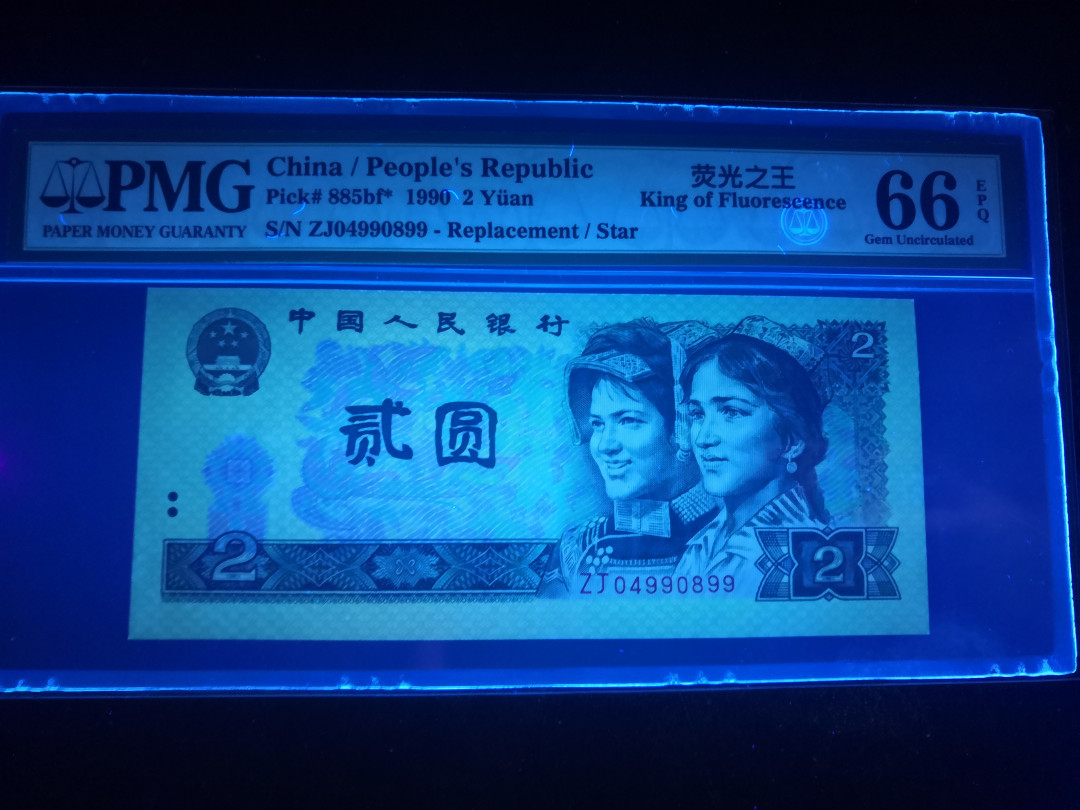 PMG
PAPER MONEY GUARANTY
China / People's Republic
Pick# 885bf* 1990 2 Yüan
S/N ZJ04990899 - Replacement / Star
荧光之王
King of Fluorescence
66
EPQ
Gem Uncirculated
中国人民银行
2
贰圆
2
2
ZJ04990899